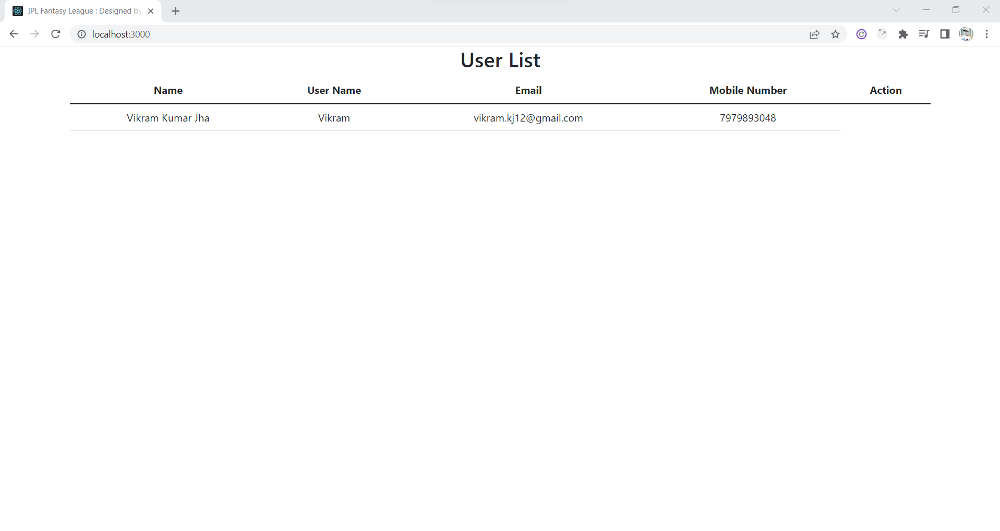 IPL Fantasy League : Designed by
localhost:3000
User List
Name User Name Email Mobile Number Action
Vikram Kumar Jha Vikram vikram.kj12@gmail.com 7979893048